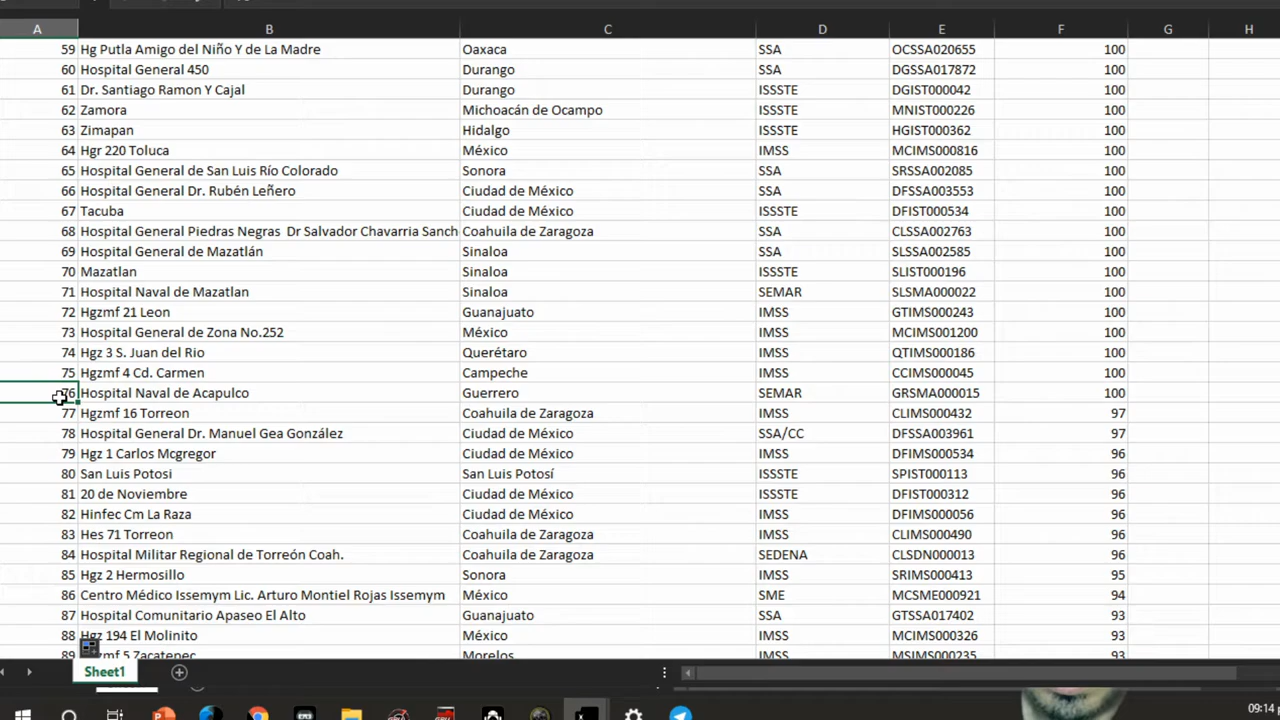 A B C D E F G H
59 Hg Putla Amigo del Niño Y de La Madre Oaxaca SSA OCSSA020655 100
60 Hospital General 450 Durango SSA DGSSA017872 100
61 Dr. Santiago Ramon Y Cajal Durango ISSSTE DGIST000042 100
62 Zamora Michoacán de Ocampo ISSSTE MNIST000226 100
63 Zimapan Hidalgo ISSSTE HGIST000362 100
64 Hgr 220 Toluca México IMSS MCIMS000816 100
65 Hospital General de San Luis Río Colorado Sonora SSA SRSSA002085 100
66 Hospital General Dr. Rubén Leñero Ciudad de México SSA DFSSA003553 100
67 Tacuba Ciudad de México ISSSTE DFIST000534 100
68 Hospital General Piedras Negras Dr Salvador Chavarria Sanch Coahuila de Zaragoza SSA CLSSA002763 100
69 Hospital General de Mazatlán Sinaloa SSA SLSSA002585 100
70 Mazatlan Sinaloa ISSSTE SLIST000196 100
71 Hospital Naval de Mazatlan Sinaloa SEMAR SLSMA000022 100
72 Hgzmf 21 Leon Guanajuato IMSS GTIMS000243 100
73 Hospital General de Zona No.252 México IMSS MCIMS001200 100
74 Hgz 3 S. Juan del Rio Querétaro IMSS QTIMS000186 100
75 Hgzmf 4 Cd. Carmen Campeche IMSS CCIMS000045 100
76 Hospital Naval de Acapulco Guerrero SEMAR GRSMA000015 100
77 Hgzmf 16 Torreon Coahuila de Zaragoza IMSS CLIMS000432 97
78 Hospital General Dr. Manuel Gea González Ciudad de México SSA/CC DFSSA003961 97
79 Hgz 1 Carlos Mcgregor Ciudad de México IMSS DFIMS000534 96
80 San Luis Potosi San Luis Potosí ISSSTE SPIST000113 96
81 20 de Noviembre Ciudad de México ISSSTE DFIST000312 96
82 Hinfec Cm La Raza Ciudad de México IMSS DFIMS000056 96
83 Hes 71 Torreon Coahuila de Zaragoza IMSS CLIMS000490 96
84 Hospital Militar Regional de Torreón Coah. Coahuila de Zaragoza SEDENA CLSDN000013 96
85 Hgz 2 Hermosillo Sonora IMSS SRIMS000413 95
86 Centro Médico Issemym Lic. Arturo Montiel Rojas Issemym México SME MCSME000921 94
87 Hospital Comunitario Apaseo El Alto Guanajuato SSA GTSSA017402 93
88 Hgz 194 El Molinito México IMSS MCIMS000326 93
89 5 Zacatepec Morelos IMSS MSIMS000235 93
Sheet1
09:14